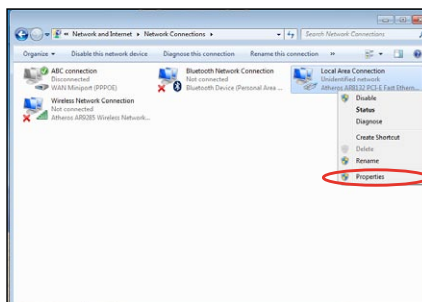 Network and Internet ▸ Network Connections ▸
Search Network Connections
Organize ▾ Disable this network device Diagnose this connection Rename this connection »
ABC connection
Disconnected
WAN Miniport (PPPOE)
Bluetooth Network Connection
Not connected
Bluetooth Device (Personal Area ...
Local Area Connection
Unidentified network
Atheros AR8132 PCI-E Fast Ethern...
Wireless Network Connection
Not connected
Atheros AR9285 Wireless Network...
Disable
Status
Diagnose
Create Shortcut
Delete
Rename
Properties